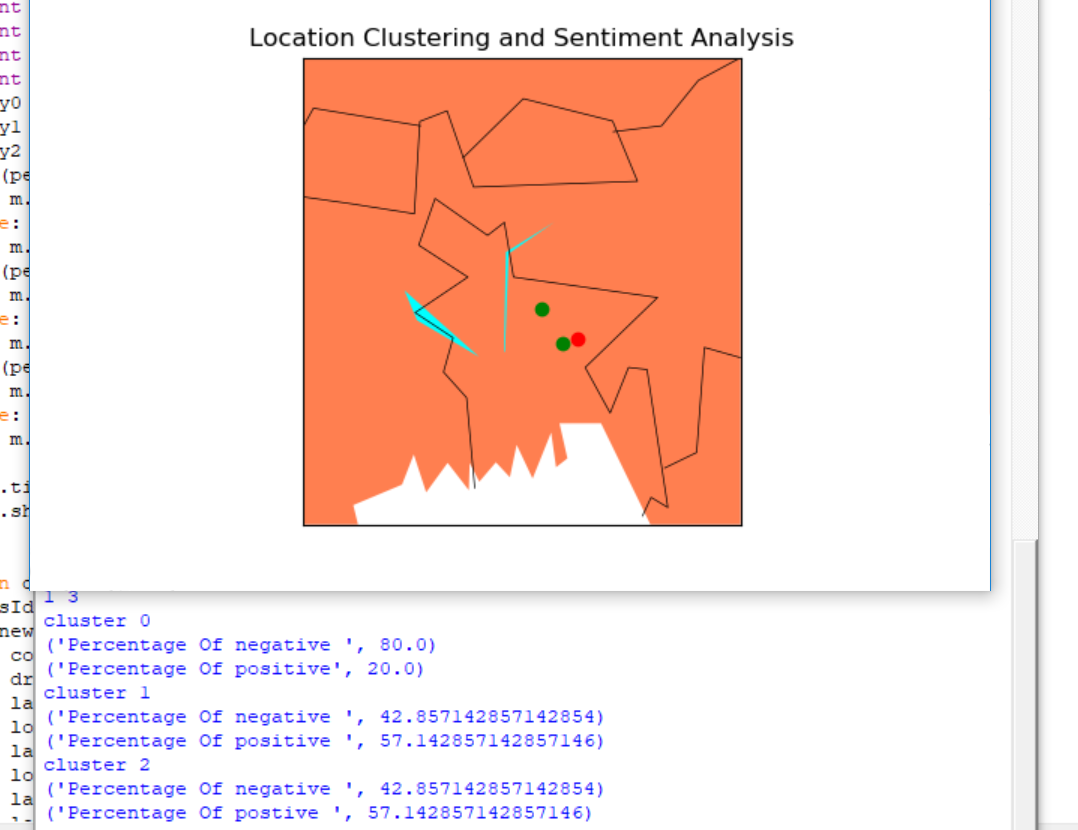 Location Clustering and Sentiment Analysis
nt
nt
nt
nt
y0
y1
y2
(pe
m.
e:
m.
(pe
m.
e:
m.
(pe
m.
e:
m.
.ti
.sh
n
sId
new
co
dr
la
lo
la
lo
la
1 3
cluster 0
('Percentage Of negative ', 80.0)
('Percentage Of positive', 20.0)
cluster 1
('Percentage Of negative ', 42.857142857142854)
('Percentage Of positive ', 57.142857142857146)
cluster 2
('Percentage Of negative ', 42.857142857142854)
('Percentage Of postive ', 57.142857142857146)